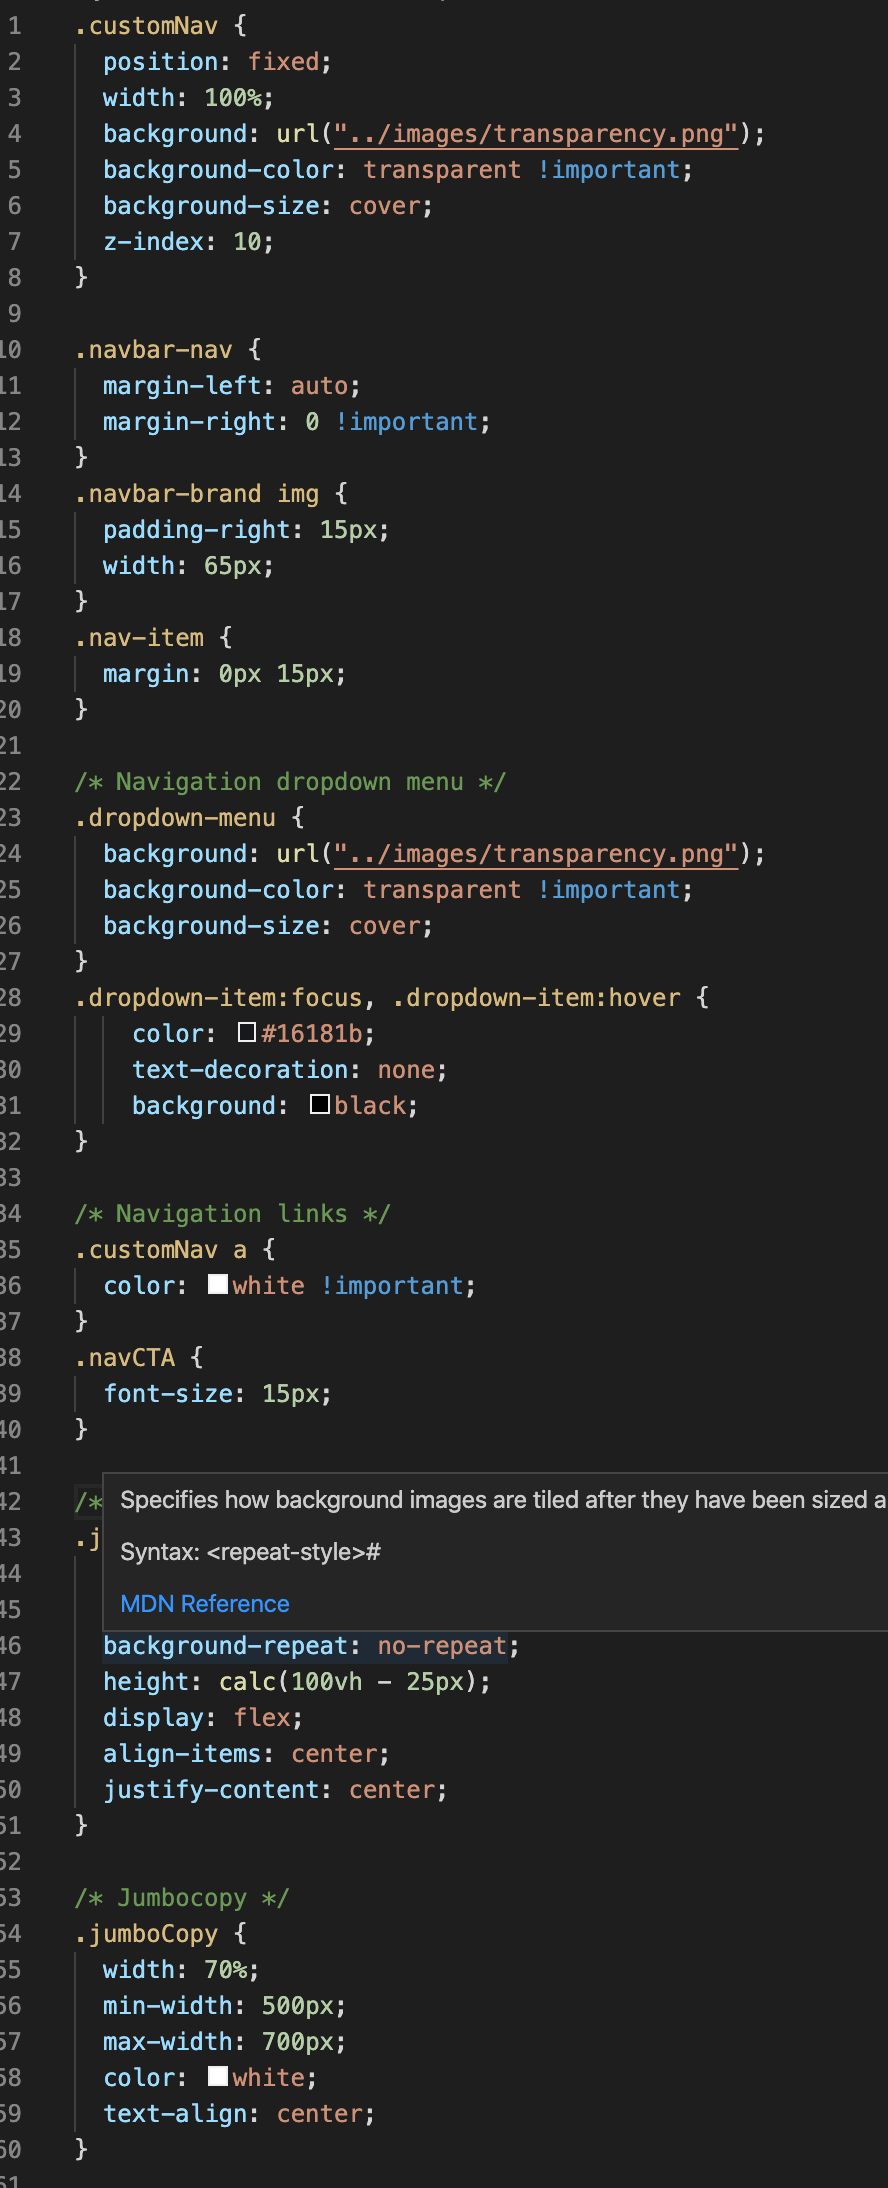 1 .customNav {
2 position: fixed;
3 width: 100%;
4 background: url("../images/transparency.png");
5 background-color: transparent !important;
6 background-size: cover;
7 z-index: 10;
8 }
9
10 .navbar-nav {
11 margin-left: auto;
12 margin-right: 0 !important;
13 }
14 .navbar-brand img {
15 padding-right: 15px;
16 width: 65px;
17 }
18 .nav-item {
19 margin: 0px 15px;
20 }
21
22 /* Navigation dropdown menu */
23 .dropdown-menu {
24 background: url("../images/transparency.png");
25 background-color: transparent !important;
26 background-size: cover;
27 }
28 .dropdown-item:focus, .dropdown-item:hover {
29 color: #16181b;
30 text-decoration: none;
31 background: black;
32 }
33
34 /* Navigation links */
35 .customNav a {
36 color: white !important;
37 }
38 .navCTA {
39 font-size: 15px;
40 }
41
42 /* Specifies how background images are tiled after they have been sized a
43 .j
Syntax: <repeat-style>#
44
45 MDN Reference
46 background-repeat: no-repeat;
47 height: calc(100vh - 25px);
48 display: flex;
49 align-items: center;
50 justify-content: center;
51 }
52
53 /* Jumbocopy */
54 .jumboCopy {
55 width: 70%;
56 min-width: 500px;
57 max-width: 700px;
58 color: white;
59 text-align: center;
60 }
61